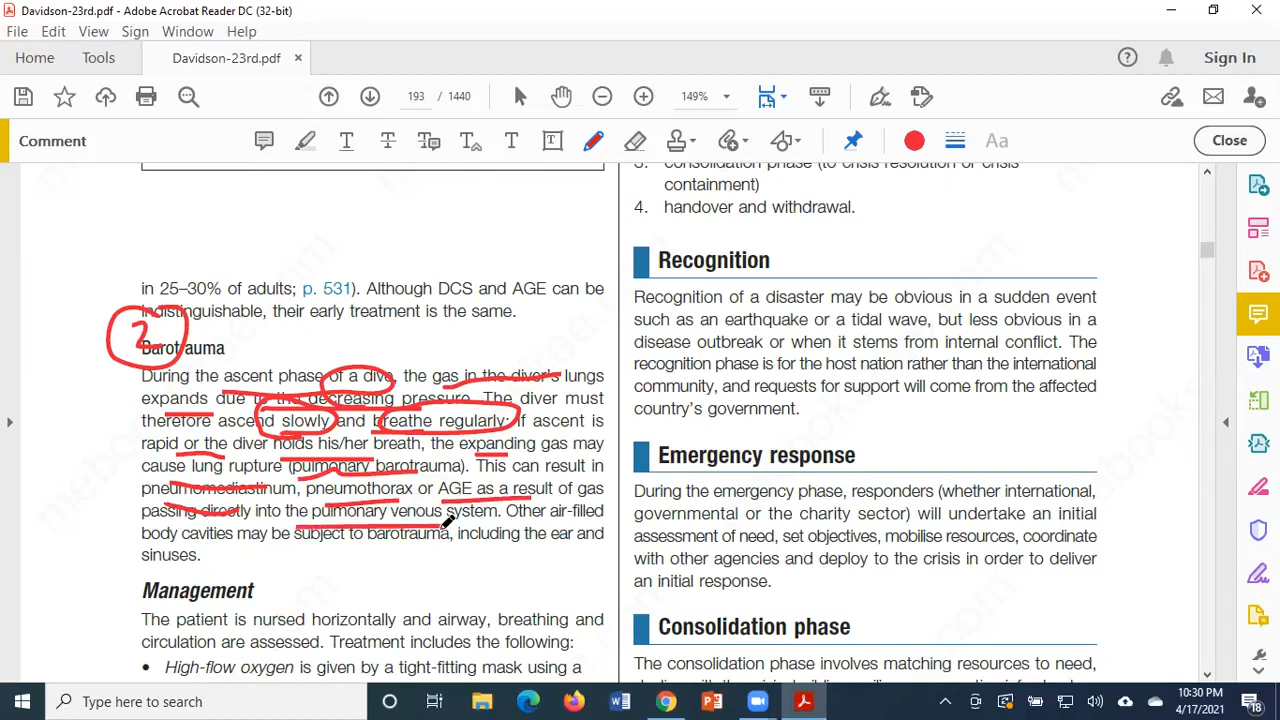 Davidson-23rd.pdf - Adobe Acrobat Reader DC (32-bit)
File Edit View Sign Window Help
Home Tools Davidson-23rd.pdf × Sign In
193 / 1440 149%
Comment Close
in 25–30% of adults; p. 531). Although DCS and AGE can be
indistinguishable, their early treatment is the same.
2
Barotrauma
During the ascent phase of a dive, the gas in the diver's lungs
expands due to the decreasing pressure. The diver must
therefore ascend slowly and breathe regularly; if ascent is
rapid or the diver holds his/her breath, the expanding gas may
cause lung rupture (pulmonary barotrauma). This can result in
pneumomediastinum, pneumothorax or AGE as a result of gas
passing directly into the pulmonary venous system. Other air-filled
body cavities may be subject to barotrauma, including the ear and
sinuses.
Management
The patient is nursed horizontally and airway, breathing and
circulation are assessed. Treatment includes the following:
• High-flow oxygen is given by a tight-fitting mask using a
3. consolidation phase (to crisis resolution or crisis
containment)
4. handover and withdrawal.
Recognition
Recognition of a disaster may be obvious in a sudden event
such as an earthquake or a tidal wave, but less obvious in a
disease outbreak or when it stems from internal conflict. The
recognition phase is for the host nation rather than the international
community, and requests for support will come from the affected
country's government.
Emergency response
During the emergency phase, responders (whether international,
governmental or the charity sector) will undertake an initial
assessment of need, set objectives, mobilise resources, coordinate
with other agencies and deploy to the crisis in order to deliver
an initial response.
Consolidation phase
The consolidation phase involves matching resources to need,
Type here to search
10:30 PM
4/17/2021
18